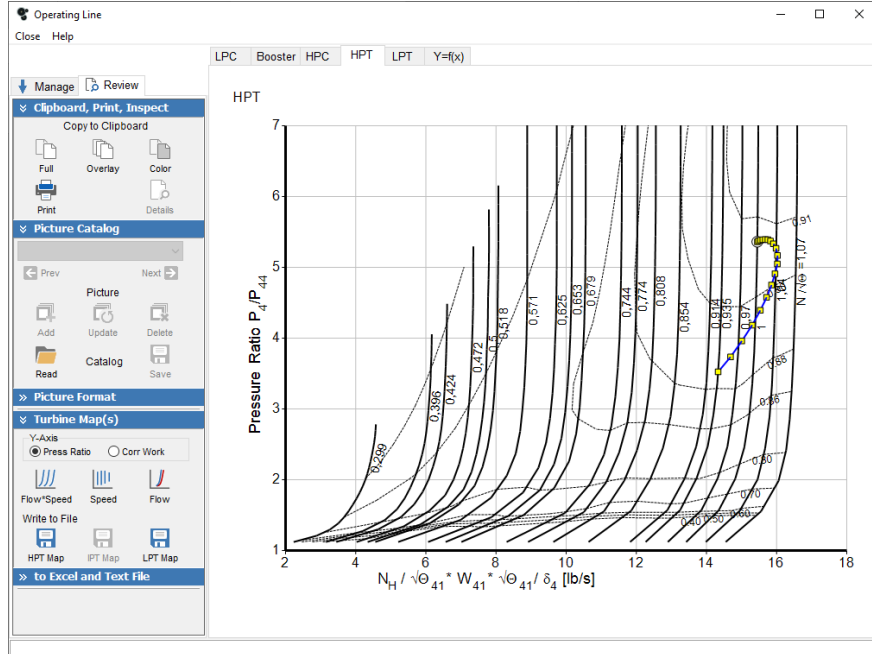 Operating Line
Close Help
LPC Booster HPC HPT LPT Y=f(x)
Manage Review
Clipboard, Print, Inspect
Copy to Clipboard
Full Overlay Color
Print Details
Picture Catalog
Prev Next
Picture
Add Update Delete
Read Catalog Save
Picture Format
Turbine Map(s)
Y-Axis
Press Ratio Corr Work
Flow*Speed Speed Flow
Write to File
HPT Map IPT Map LPT Map
to Excel and Text File
HPT
Pressure Ratio P4/P44
7
6
5
4
3
2
1
0,299
0,396
0,424
0,472
0,5
0,518
0,571
0,625
0,653
0,679
0,744
0,774
0,808
0,854
0,914
0,935
0,97
1
N /√Θ = 1,07
0.91
0.88
0.86
0.80
0.70
0.60
0.50
0.40
2 4 6 8 10 12 14 16 18
N_H / √Θ41 * W41 * √Θ41 / δ4 [lb/s]